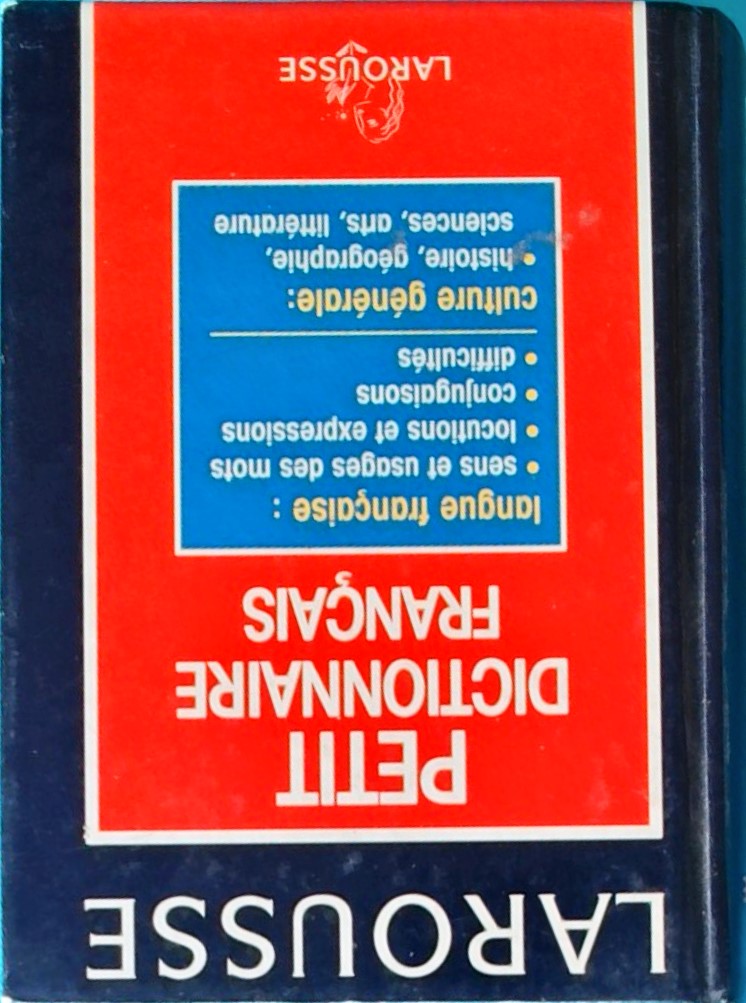 LAROUSSE
PETIT
DICTIONNAIRE
FRANÇAIS
langue française :
• sens et usages des mots
• locutions et expressions
• conjugaisons
• difficultés
culture générale:
• histoire, géographie,
sciences, arts, littérature
LAROUSSE